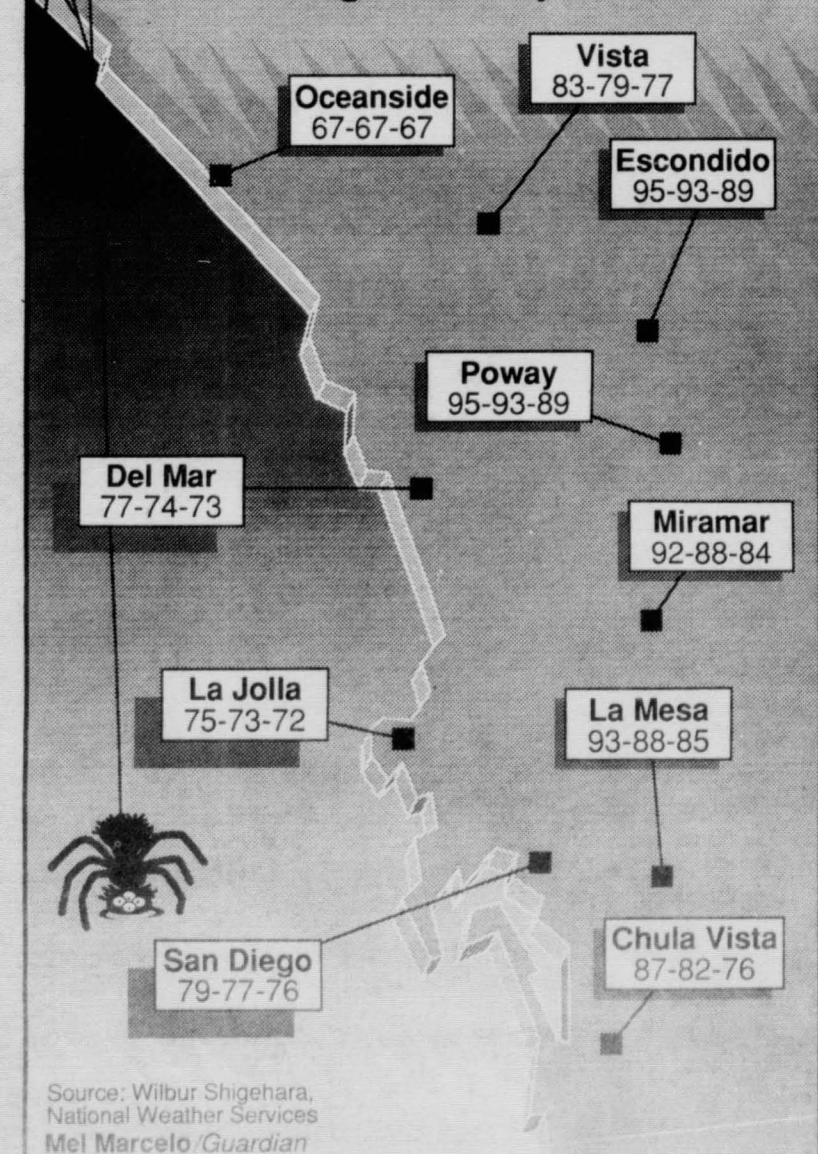 Vista
83-79-77
Oceanside
67-67-67
Escondido
95-93-89
Poway
95-93-89
Del Mar
77-74-73
Miramar
92-88-84
La Jolla
75-73-72
La Mesa
93-88-85
San Diego
79-77-76
Chula Vista
87-82-76
Source: Wilbur Shigehara,
National Weather Services
Mel Marcelo/Guardian